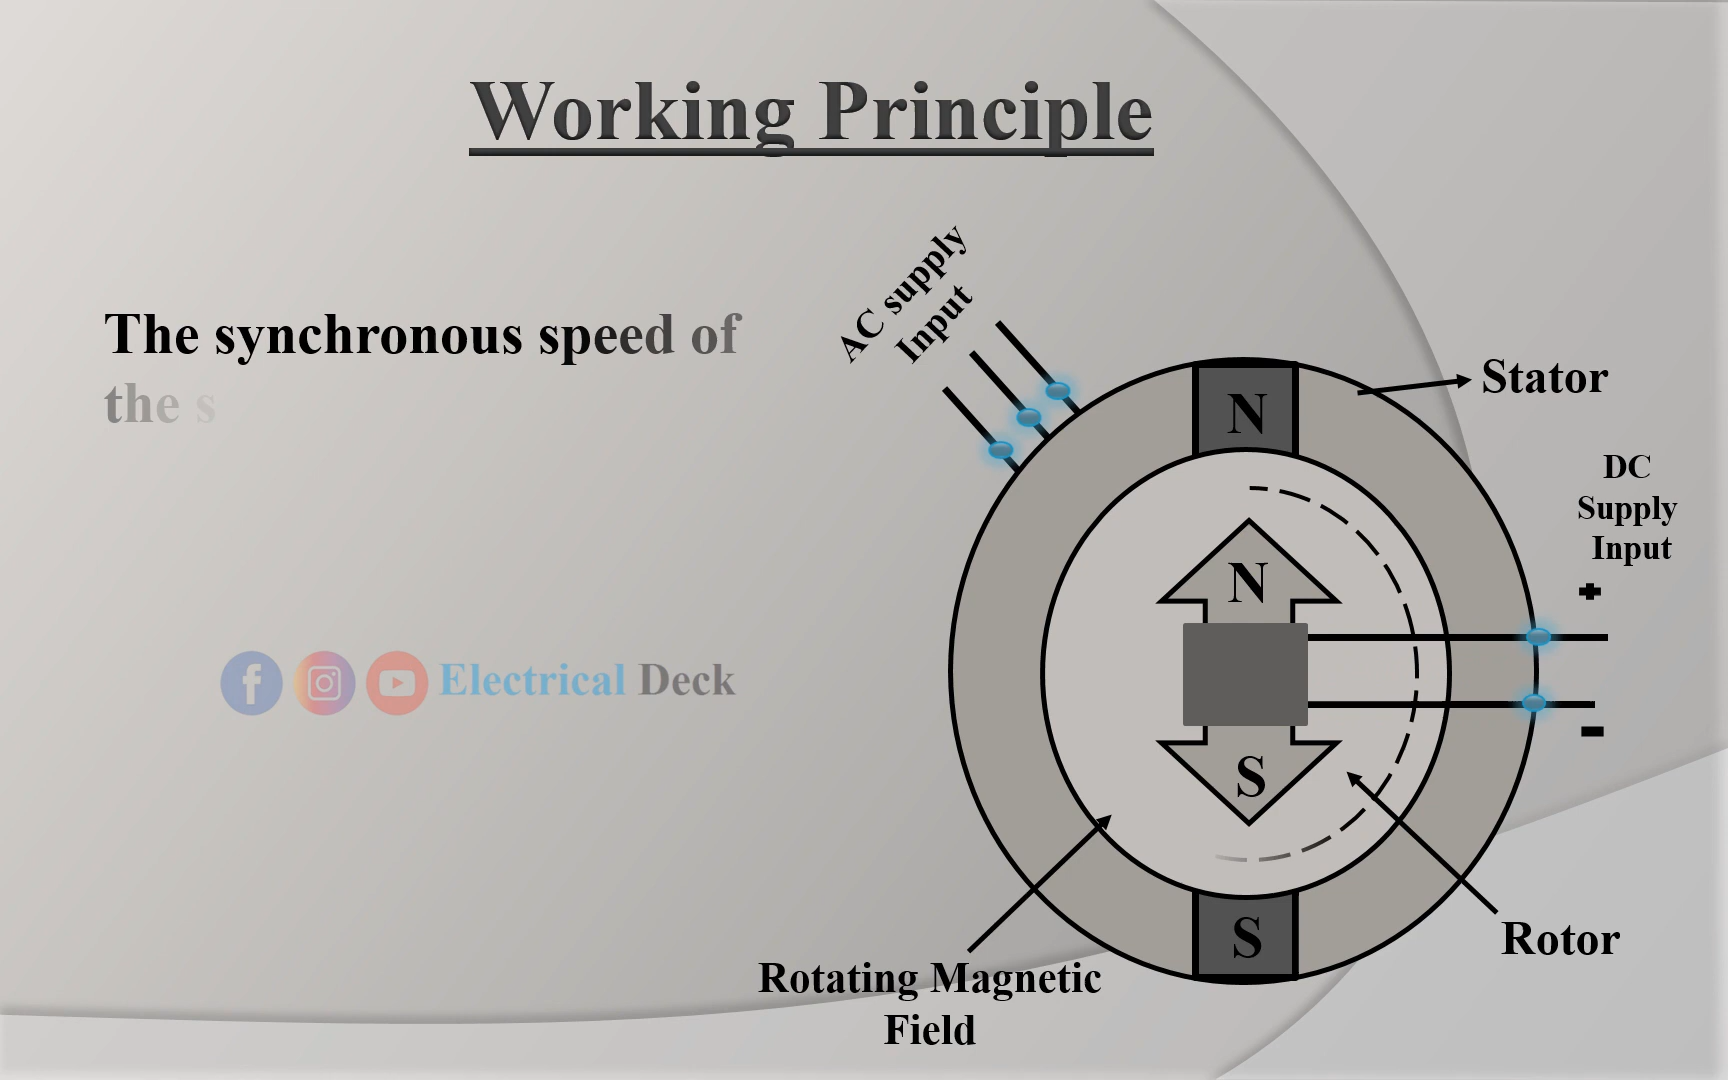 Working Principle
The synchronous speed of
the s
AC supply
Input
Stator
N
DC
Supply
Input
+
N
Electrical Deck
S
-
S
Rotor
Rotating Magnetic
Field